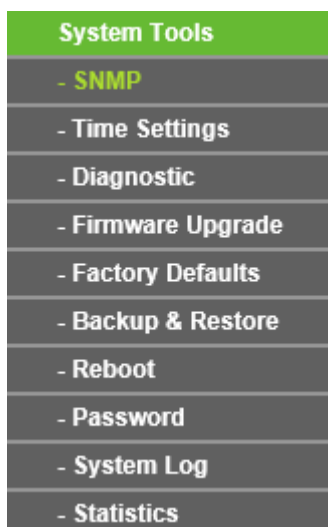 System Tools
- SNMP
- Time Settings
- Diagnostic
- Firmware Upgrade
- Factory Defaults
- Backup & Restore
- Reboot
- Password
- System Log
- Statistics